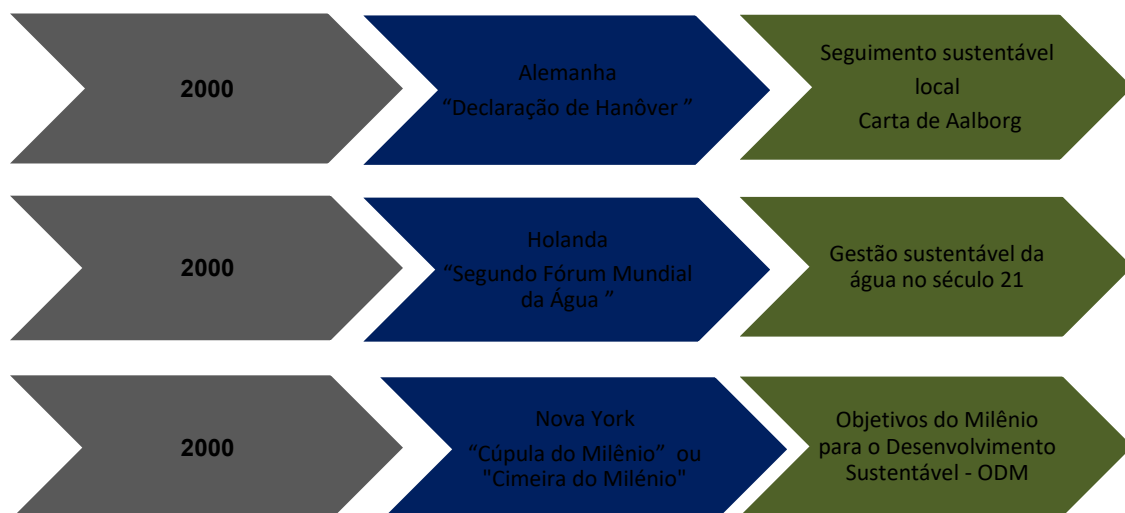 2000
Alemanha
“Declaração de Hanôver ”
Seguimento sustentável
local
Carta de Aalborg
2000
Holanda
“Segundo Fórum Mundial
da Água ”
Gestão sustentável da
água no século 21
2000
Nova York
“Cúpula do Milênio” ou
"Cimeira do Milénio"
Objetivos do Milênio
para o Desenvolvimento
Sustentável - ODM